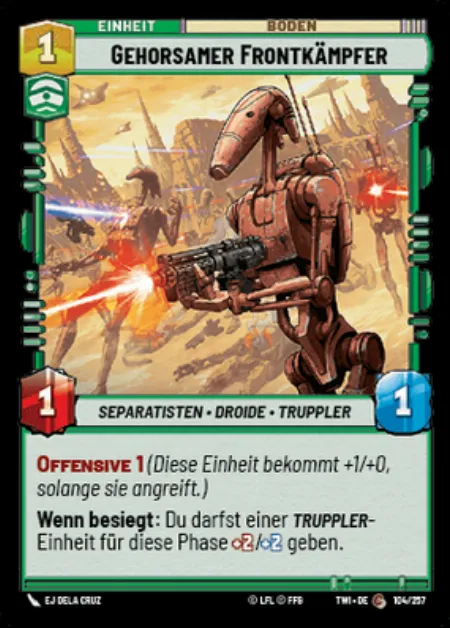 EINHEIT
BODEN
1
GEHORSAMER FRONTKÄMPFER
1
SEPARATISTEN • DROIDE • TRUPPLER
1
OFFENSIVE 1 (Diese Einheit bekommt +1/+0,
solange sie angreift.)
Wenn besiegt: Du darfst einer TRUPPLER-
Einheit für diese Phase +2/+2 geben.
EJ DELA CRUZ
© LFL © FFG
TWI • DE C 104/257